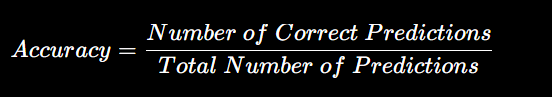 Accuracy = Number of Correct Predictions
Total Number of Predictions